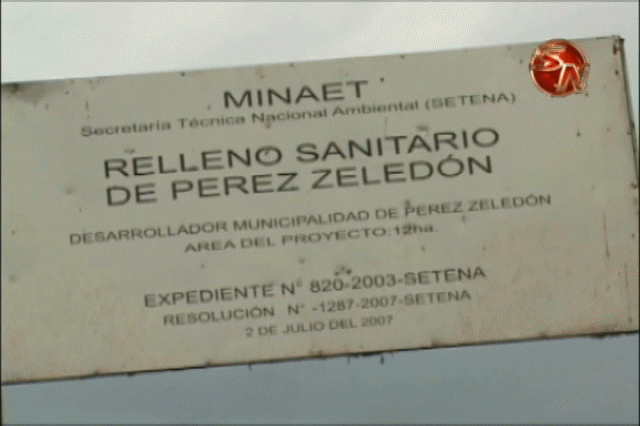 MINAET
Secretaría Técnica Nacional Ambiental (SETENA)
RELLENO SANITARIO
DE PEREZ ZELEDÓN
DESARROLLADOR MUNICIPALIDAD DE PEREZ ZELEDÓN
AREA DEL PROYECTO:12ha.
EXPEDIENTE N° 820-2003-SETENA
RESOLUCIÓN N° -1287-2007-SETENA
2 DE JULIO DEL 2007